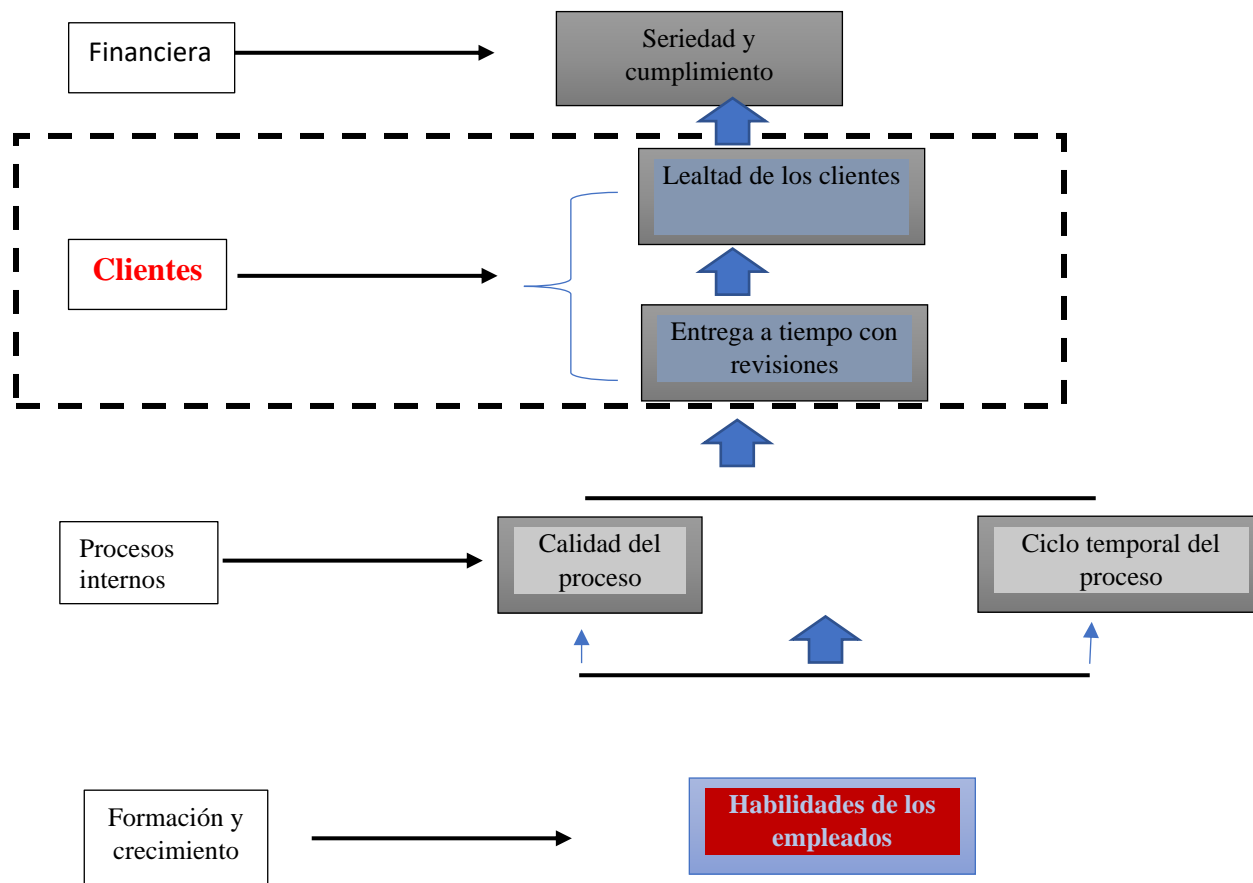 Financiera
Seriedad y
cumplimiento
Lealtad de los clientes
Clientes
Entrega a tiempo con
revisiones
Procesos
internos
Calidad del
proceso
Ciclo temporal del
proceso
Formación y
crecimiento
Habilidades de los
empleados